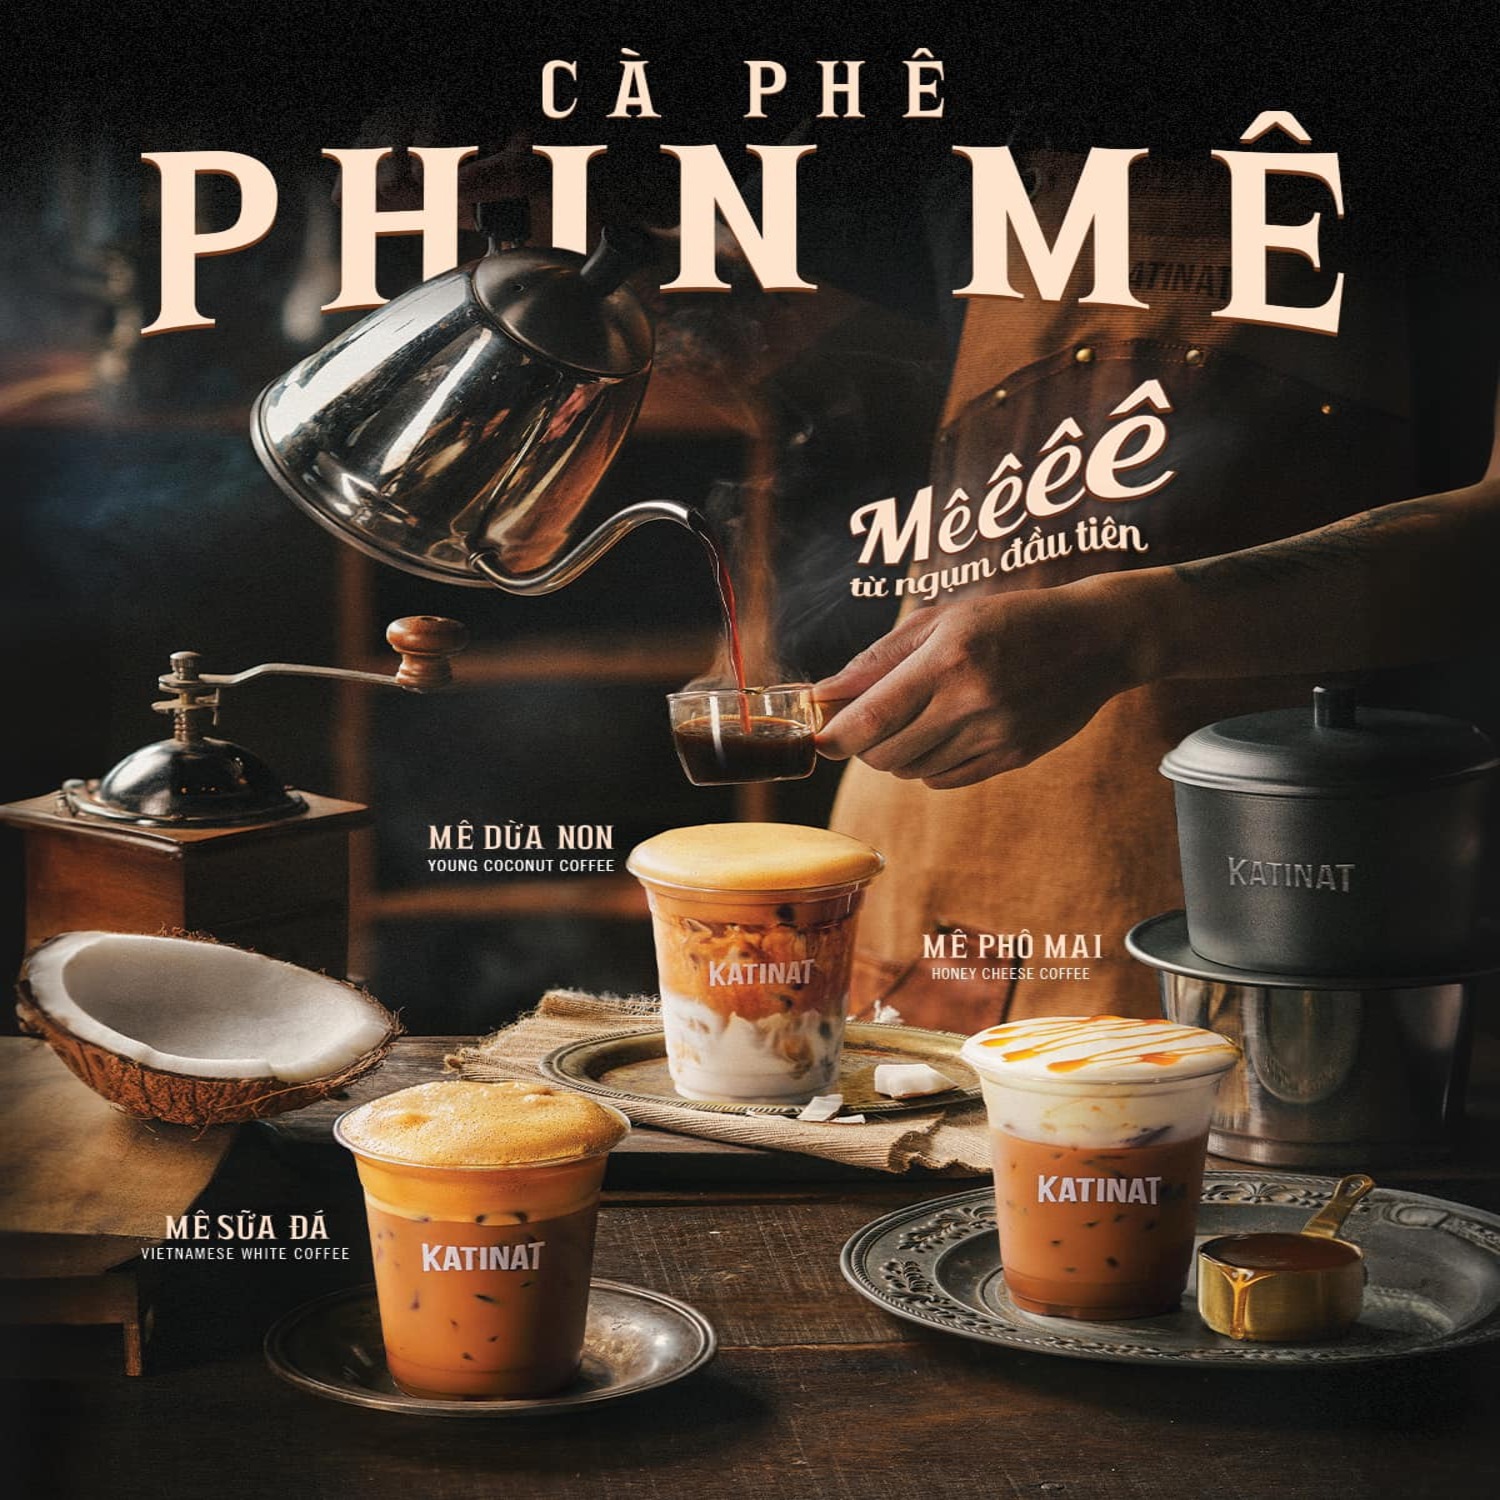 CÀ PHÊ
PHIN MÊ
KATINAT
Mêêêê
từ ngụm đầu tiên
MÊ DỪA NON
YOUNG COCONUT COFFEE
KATINAT
KATINAT
MÊ PHÔ MAI
HONEY CHEESE COFFEE
KATINAT
MÊ SỮA ĐÁ
VIETNAMESE WHITE COFFEE
KATINAT